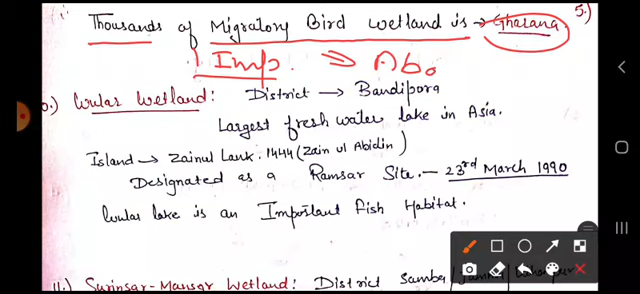 5.)
Thousands of Migratory Bird Wetland is → Gharana
Imp ⇒ Abo
0.) Wular Wetland: District → Bandipora
Largest fresh water lake in Asia.
Island → Zainul Lank. 1444 (Zain ul Abidin)
Designated as a Ramsar Site. — 23rd March 1990
Wular lake is an Important fish Habitat.
11.) Surinsar-Mansar Wetland: District Samba